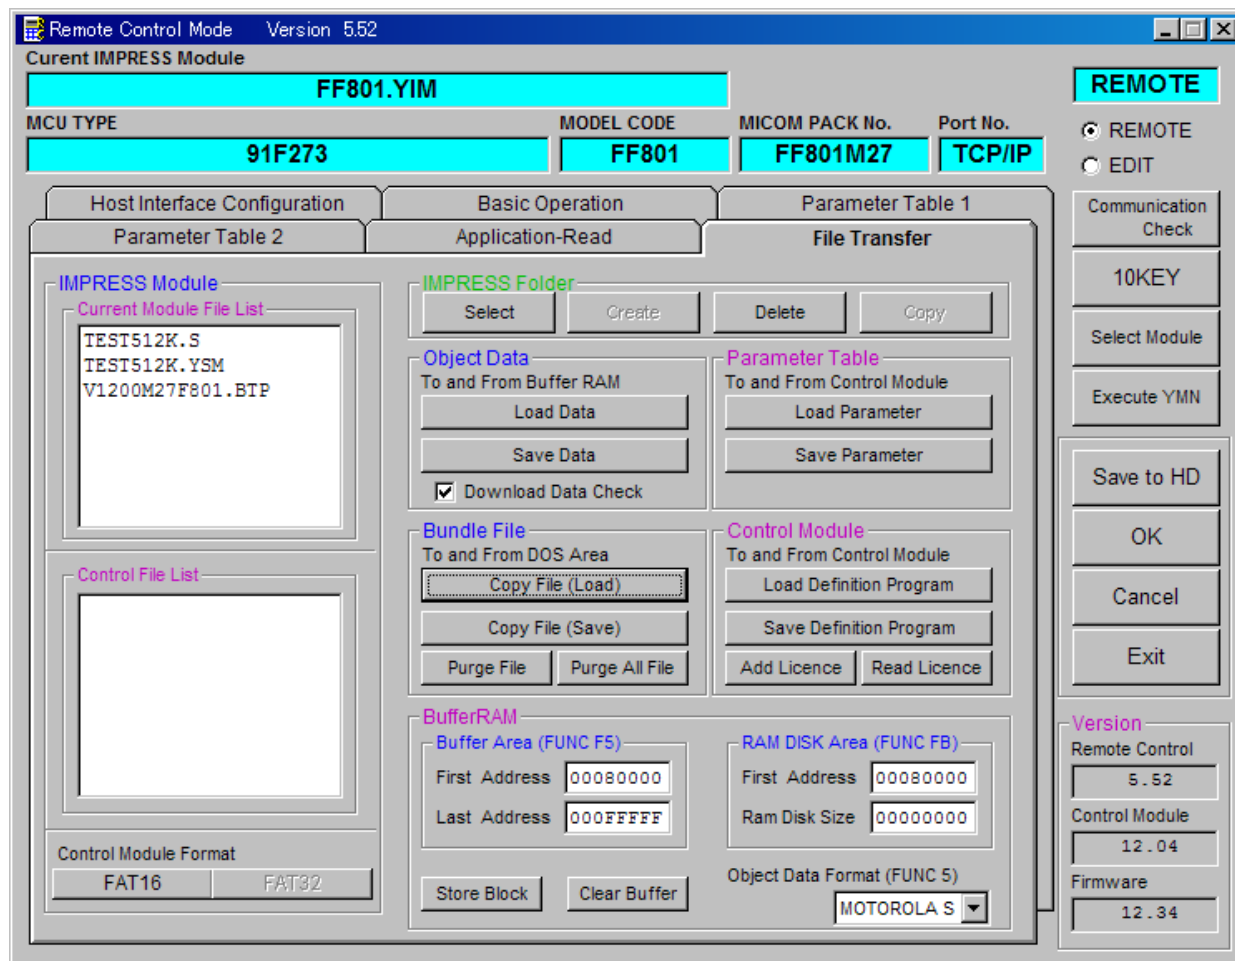 Remote Control Mode Version 5.52
Curent IMPRESS Module
FF801.YIM
REMOTE
MCU TYPE MODEL CODE MICOM PACK No. Port No.
91F273 FF801 FF801M27 TCP/IP
REMOTE
EDIT
Host Interface Configuration Basic Operation Parameter Table 1
Parameter Table 2 Application-Read File Transfer
IMPRESS Module
Current Module File List
TEST512K.S
TEST512K.YSM
V1200M27F801.BTP
Control File List
Control Module Format
FAT16 FAT32
IMPRESS Folder
Select Create Delete Copy
Object Data
To and From Buffer RAM
Load Data
Save Data
Download Data Check
Parameter Table
To and From Control Module
Load Parameter
Save Parameter
Bundle File
To and From DOS Area
Copy File (Load)
Copy File (Save)
Purge File Purge All File
Control Module
To and From Control Module
Load Definition Program
Save Definition Program
Add Licence Read Licence
BufferRAM
Buffer Area (FUNC F5)
First Address 00080000
Last Address 000FFFFF
RAM DISK Area (FUNC FB)
First Address 00080000
Ram Disk Size 00000000
Store Block Clear Buffer
Object Data Format (FUNC 5)
MOTOROLA S
Communication
Check
10KEY
Select Module
Execute YMN
Save to HD
OK
Cancel
Exit
Version
Remote Control
5.52
Control Module
12.04
Firmware
12.34